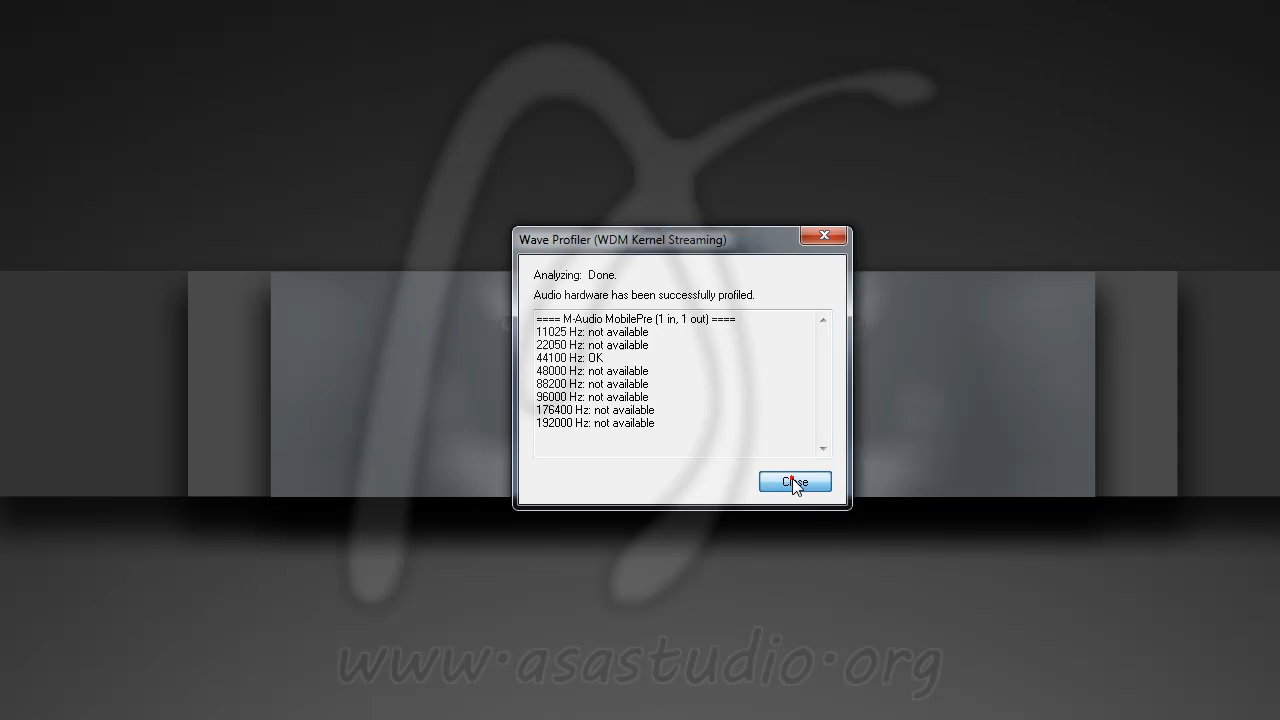 Wave Profiler (WDM Kernel Streaming)
Analyzing: Done.
Audio hardware has been successfully profiled.
==== M-Audio MobilePre (1 in, 1 out) ====
11025 Hz: not available
22050 Hz: not available
44100 Hz: OK
48000 Hz: not available
88200 Hz: not available
96000 Hz: not available
176400 Hz: not available
192000 Hz: not available
Close
www.asastudio.org